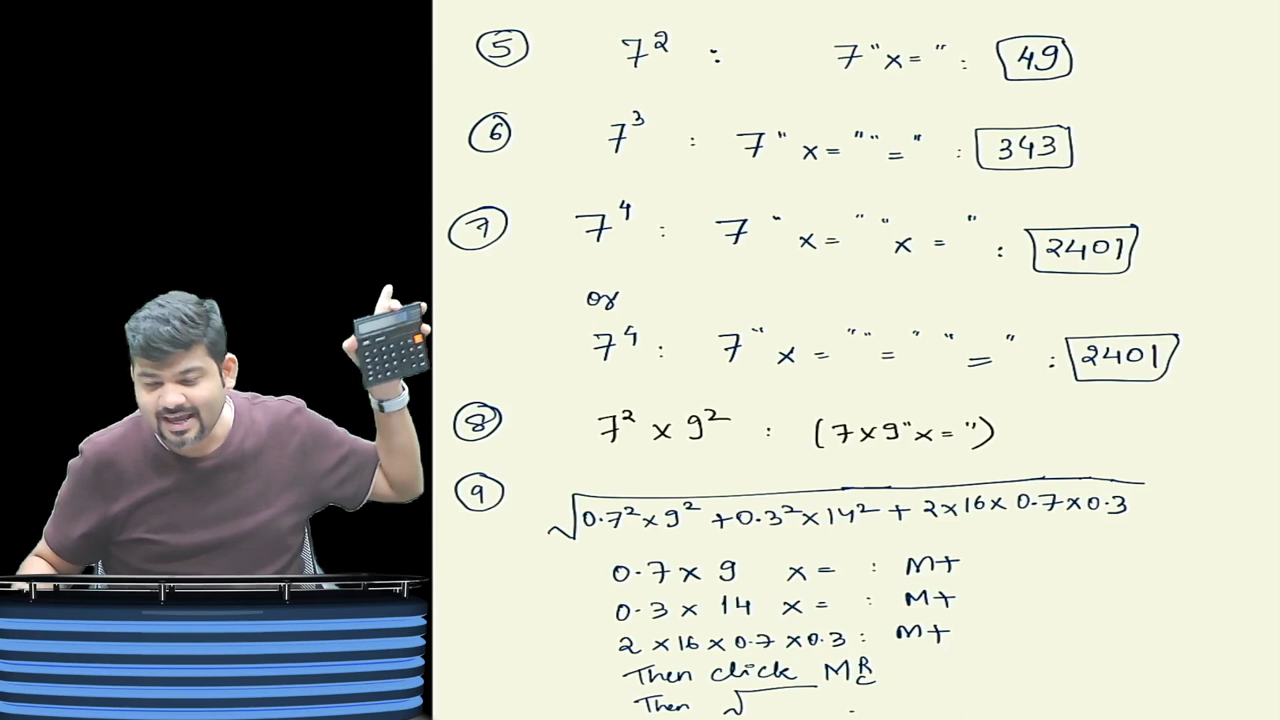 5 7² : 7 "x=" : 49
6 7³ : 7 " x = " " = " : 343
7 7⁴ : 7 " x = " " x = " : 2401
or
7⁴ : 7 " x = " " = " " = " : 2401
8 7² x 9² : (7x9"x=")
9 √0.7² x 9² + 0.3² x 14² + 2x16x 0.7x0.3
0.7 x 9 x = : M+
0.3 x 14 x = : M+
2 x 16 x 0.7 x 0.3 : M+
Then click MRC
Then √ .